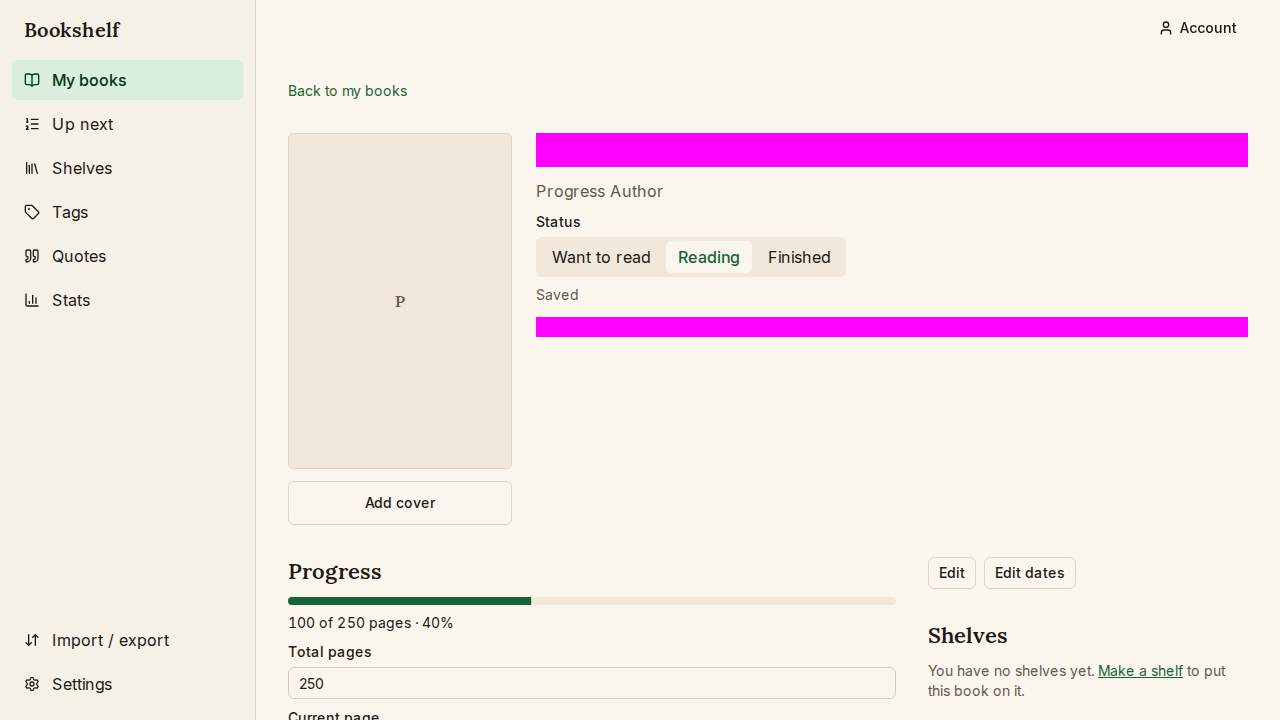 Bookshelf
Account
My books
Up next
Shelves
Tags
Quotes
Stats
Import / export
Settings
Back to my books
P
Add cover
Progress Author
Status
Want to read
Reading
Finished
Saved
Progress
100 of 250 pages · 40%
Total pages
250
Current page
Edit
Edit dates
Shelves
You have no shelves yet. Make a shelf to put
this book on it.